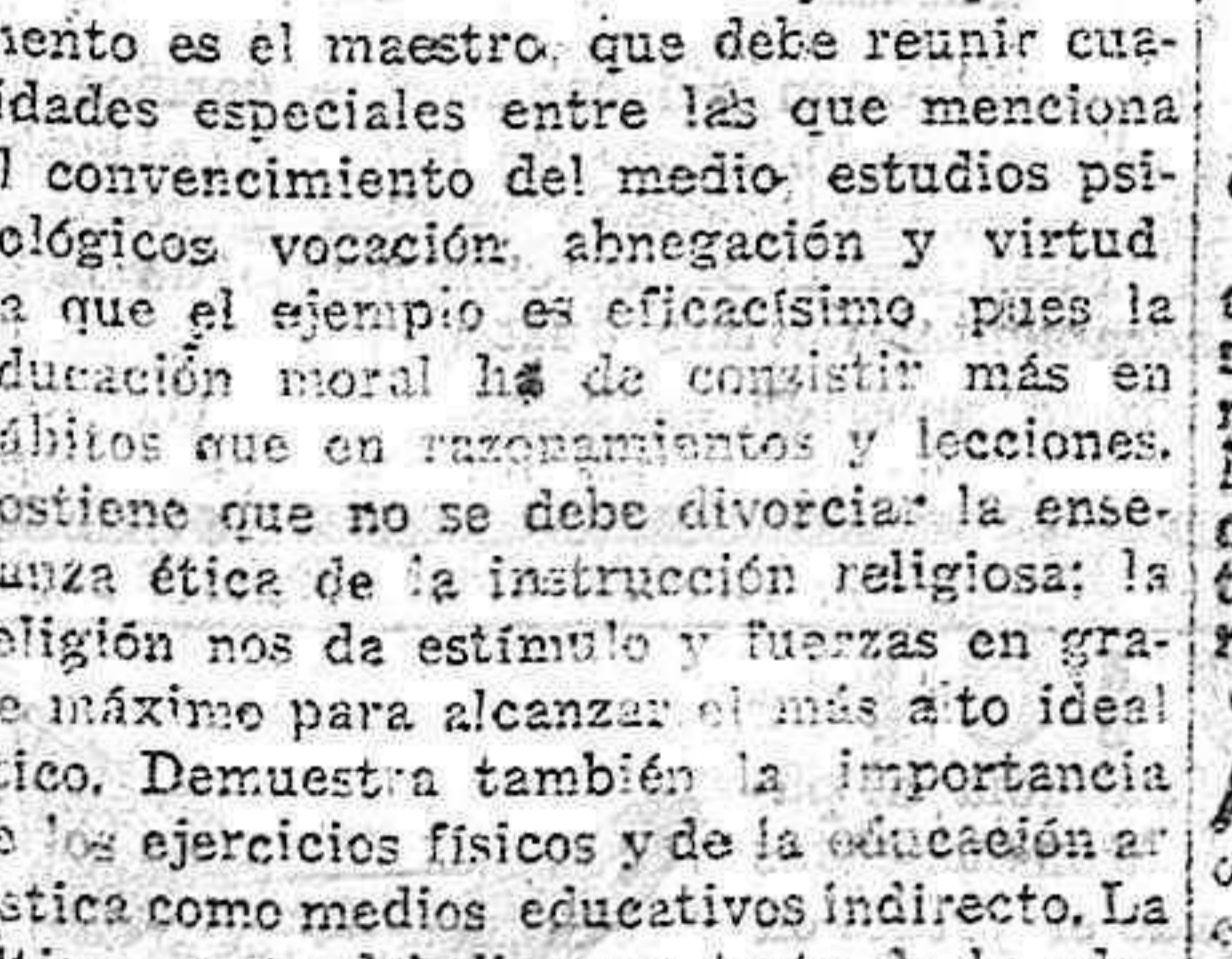 iento es el maestro, que debe reunir cua-
idades especiales entre las que menciona
l convencimiento del medio, estudios psi-
ológicos, vocación, abnegación y virtud
a que el ejemplo es eficacísimo, pues la
ducación moral ha de consistir más en
ábitos que en razonamientos y lecciones.
ostiene que no se debe divorciar la ense-
anza ética de la instrucción religiosa; la
eligión nos da estímulo y fuerzas en gra-
e máximo para alcanzar el más alto ideal
tico. Demuestra también la importancia
e los ejercicios físicos y de la educación ar
stica como medios educativos indirecto. La